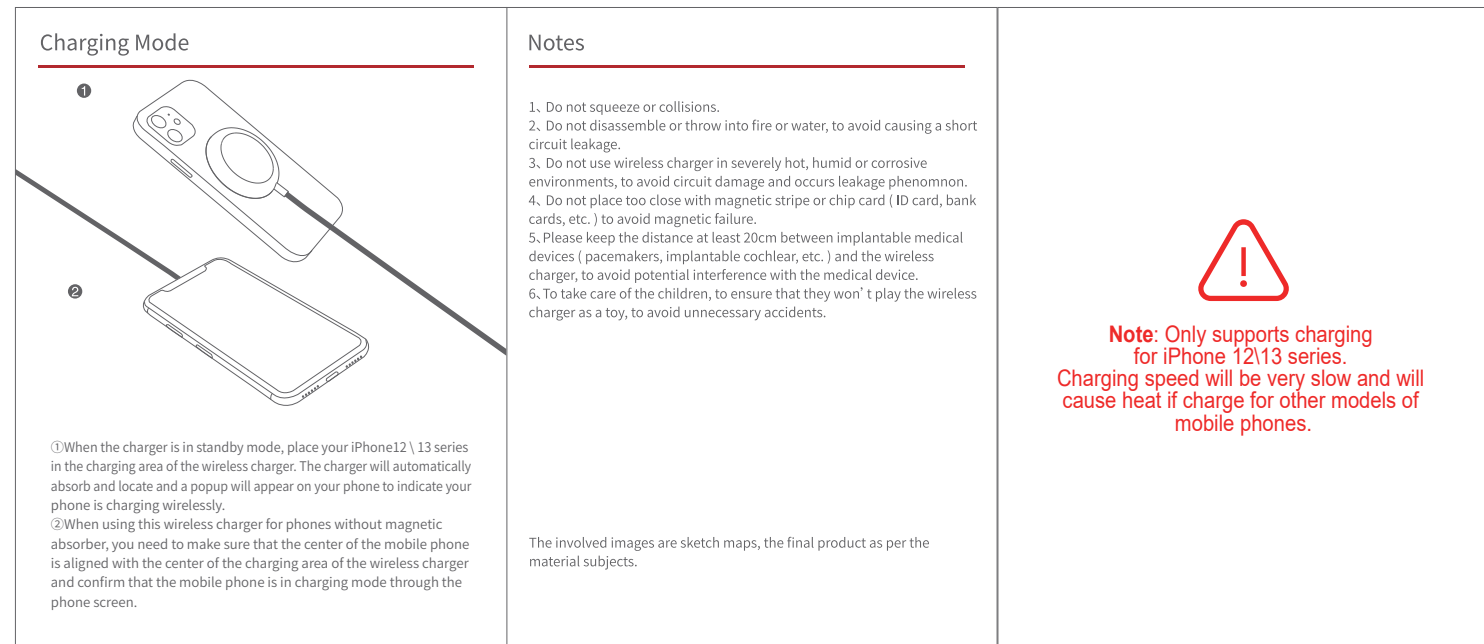 Charging Mode
❶
❷
①When the charger is in standby mode, place your iPhone12 \ 13 series
in the charging area of the wireless charger. The charger will automatically
absorb and locate and a popup will appear on your phone to indicate your
phone is charging wirelessly.
②When using this wireless charger for phones without magnetic
absorber, you need to make sure that the center of the mobile phone
is aligned with the center of the charging area of the wireless charger
and confirm that the mobile phone is in charging mode through the
phone screen.
Notes
1、Do not squeeze or collisions.
2、Do not disassemble or throw into fire or water, to avoid causing a short
circuit leakage.
3、Do not use wireless charger in severely hot, humid or corrosive
environments, to avoid circuit damage and occurs leakage phenomnon.
4、Do not place too close with magnetic stripe or chip card ( ID card, bank
cards, etc. ) to avoid magnetic failure.
5、Please keep the distance at least 20cm between implantable medical
devices ( pacemakers, implantable cochlear, etc. ) and the wireless
charger, to avoid potential interference with the medical device.
6、To take care of the children, to ensure that they won’t play the wireless
charger as a toy, to avoid unnecessary accidents.
The involved images are sketch maps, the final product as per the
material subjects.
Note: Only supports charging
for iPhone 12\13 series.
Charging speed will be very slow and will
cause heat if charge for other models of
mobile phones.